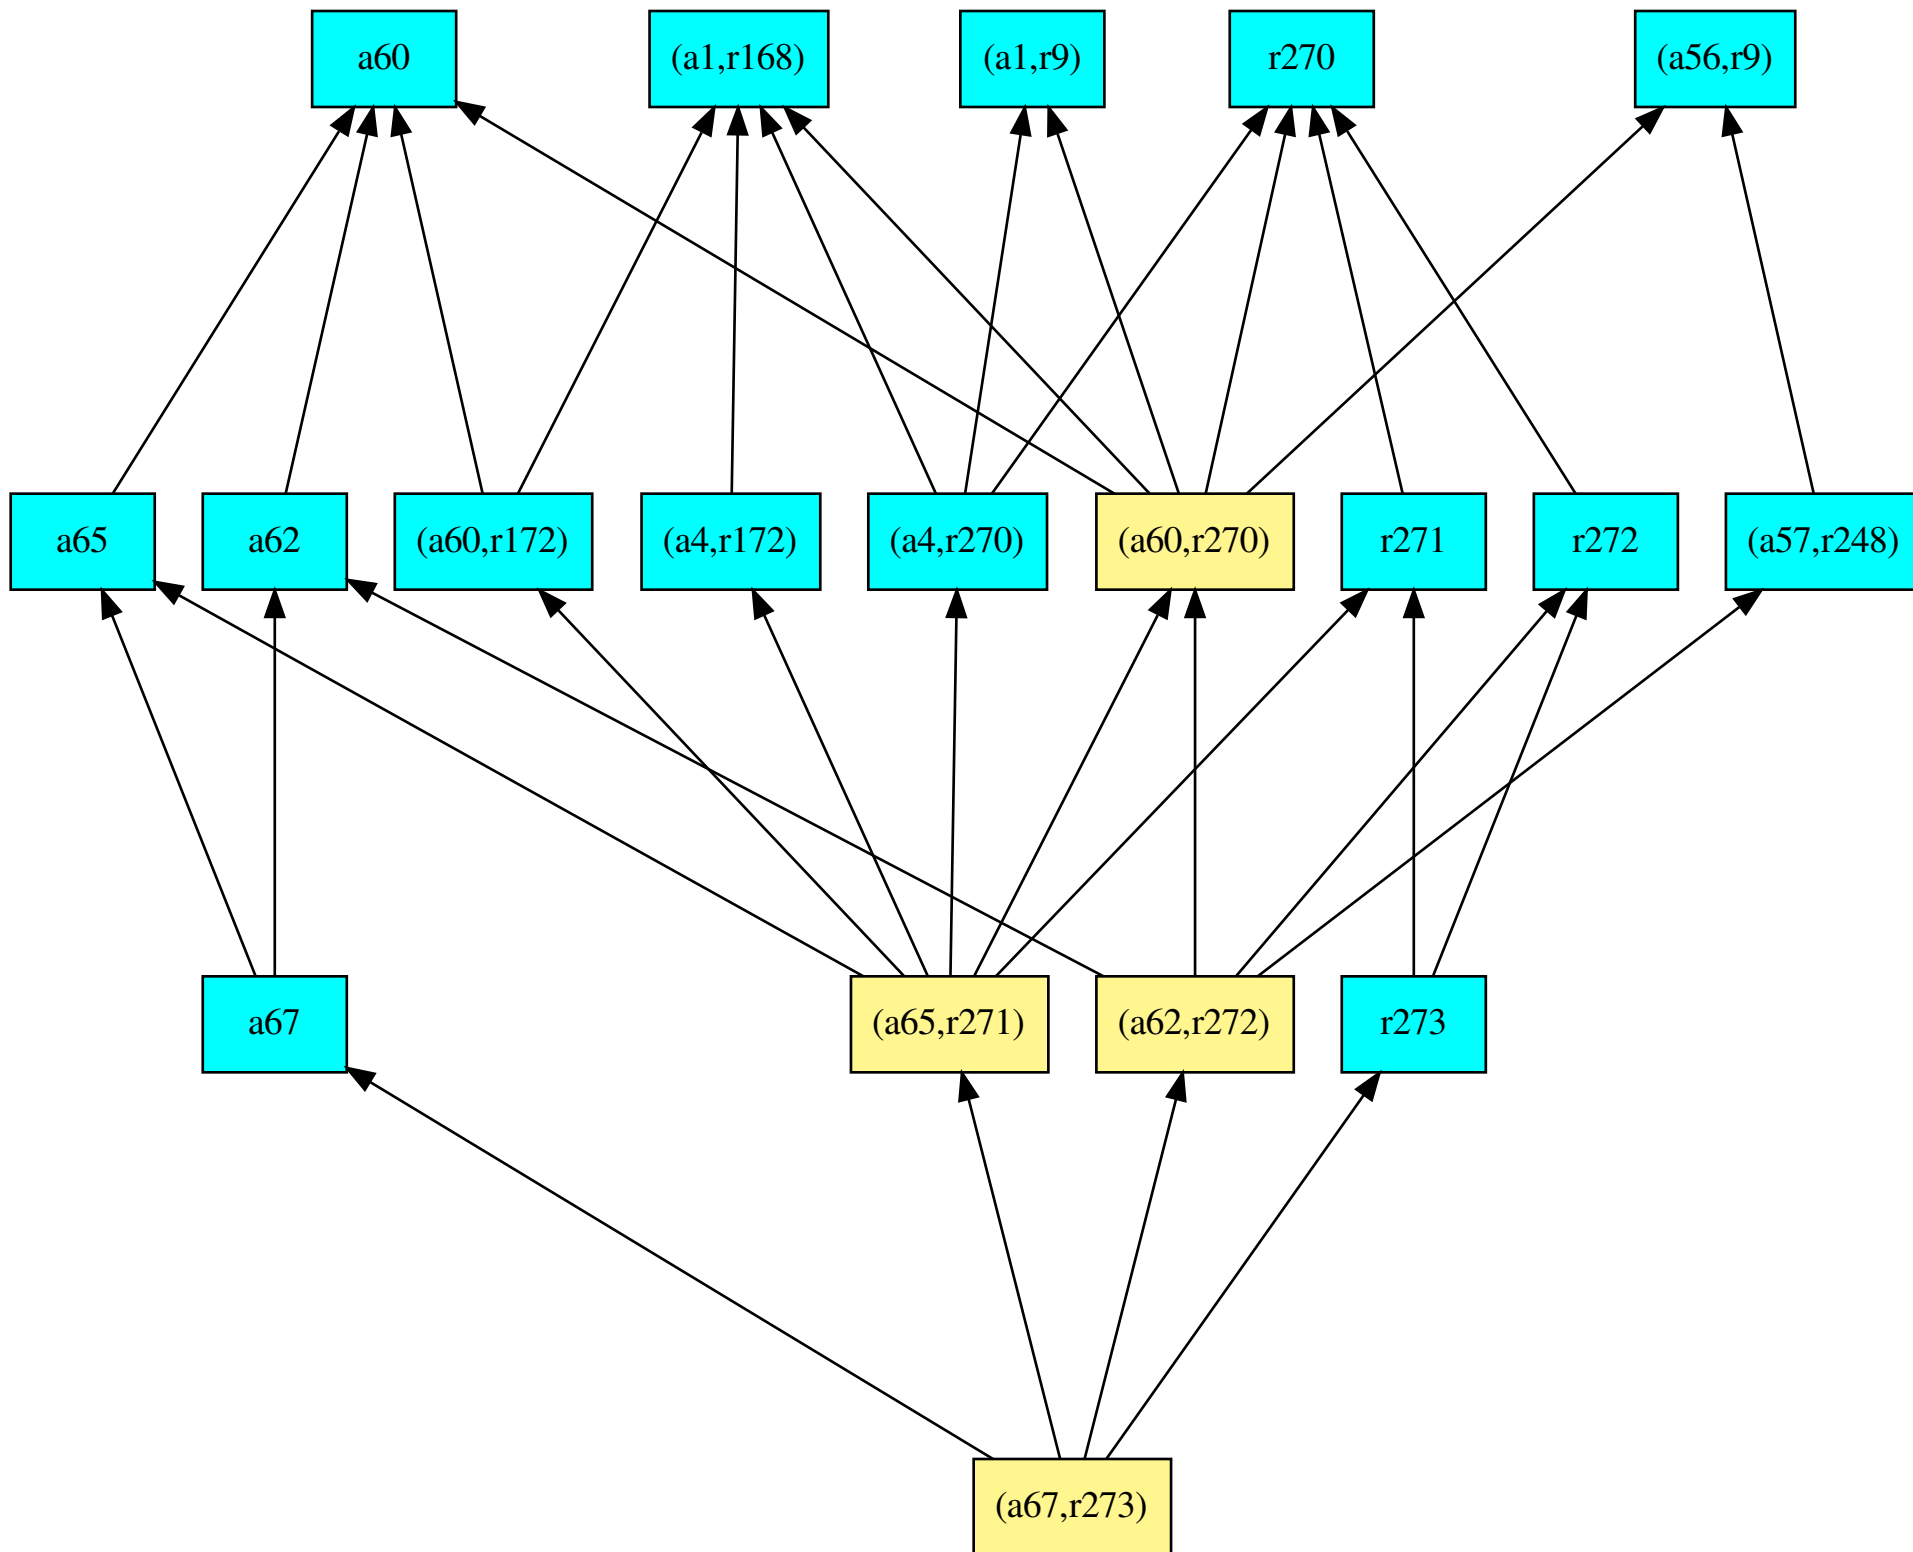 a60
(a1,r168)
(a1,r9)
r270
(a56,r9)
a65
a62
(a60,r172)
(a4,r172)
(a4,r270)
(a60,r270)
r271
r272
(a57,r248)
a67
(a65,r271)
(a62,r272)
r273
(a67,r273)